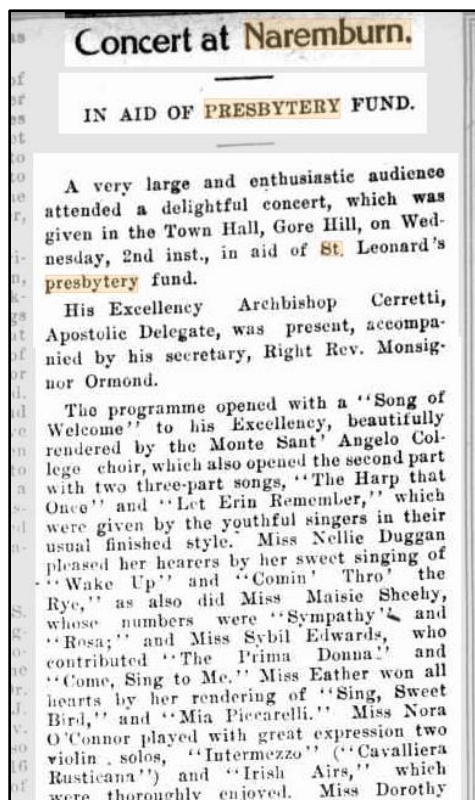 Concert at Naremburn.
IN AID OF PRESBYTERY FUND.
A very large and enthusiastic audience
attended a delightful concert, which was
given in the Town Hall, Gore Hill, on Wed-
nesday, 2nd inst., in aid of St. Leonard's
presbytery fund.
His Excellency Archbishop Cerretti,
Apostolic Delegate, was present, accompa-
nied by his secretary, Right Rev. Monsig-
nor Ormond.
The programme opened with a "Song of
Welcome" to his Excellency, beautifully
rendered by the Monte Sant' Angelo Col-
lege choir, which also opened the second part
with two three-part songs, "The Harp that
Once" and "Let Erin Remember," which
were given by the youthful singers in their
usual finished style. Miss Nellie Duggan
pleased her hearers by her sweet singing of
"Wake Up" and "Comin' Thro' the
Rye," as also did Miss Maisie Sheehy,
whose numbers were "Sympathy" and
"Rosa;" and Miss Sybil Edwards, who
contributed "The Prima Donna" and
"Come, Sing to Me." Miss Eather won all
hearts by her rendering of "Sing, Sweet
Bird," and "Mia Piccarelli." Miss Nora
O'Connor played with great expression two
violin solos, "Intermezzo" ("Cavalliera
Rusticana") and "Irish Airs," which
were thoroughly enjoyed. Miss Dorothy